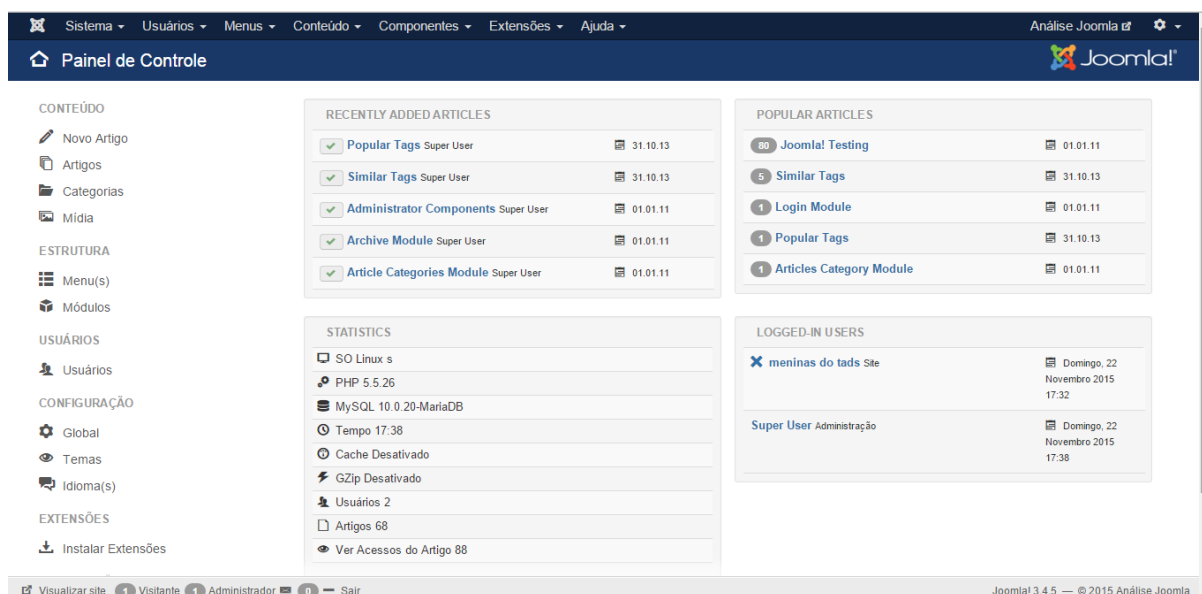 Sistema Usuários Menus Conteúdo Componentes Extensões Ajuda Análise Joomla
Painel de Controle Joomla!®
CONTEÚDO
Novo Artigo
Artigos
Categorias
Mídia
ESTRUTURA
Menu(s)
Módulos
USUÁRIOS
Usuários
CONFIGURAÇÃO
Global
Temas
Idioma(s)
EXTENSÕES
Instalar Extensões
RECENTLY ADDED ARTICLES
Popular Tags Super User 31.10.13
Similar Tags Super User 31.10.13
Administrator Components Super User 01.01.11
Archive Module Super User 01.01.11
Article Categories Module Super User 01.01.11
POPULAR ARTICLES
80 Joomla! Testing 01.01.11
5 Similar Tags 31.10.13
1 Login Module 01.01.11
1 Popular Tags 31.10.13
1 Articles Category Module 01.01.11
STATISTICS
SO Linux s
PHP 5.5.26
MySQL 10.0.20-MariaDB
Tempo 17:38
Cache Desativado
GZip Desativado
Usuários 2
Artigos 68
Ver Acessos do Artigo 88
LOGGED-IN USERS
meninas do tads Site Domingo, 22
Novembro 2015
17:32
Super User Administração Domingo, 22
Novembro 2015
17:38
Visualizar site 1 Visitante 1 Administrador 0 Sair Joomla! 3.4.5 — © 2015 Análise Joomla